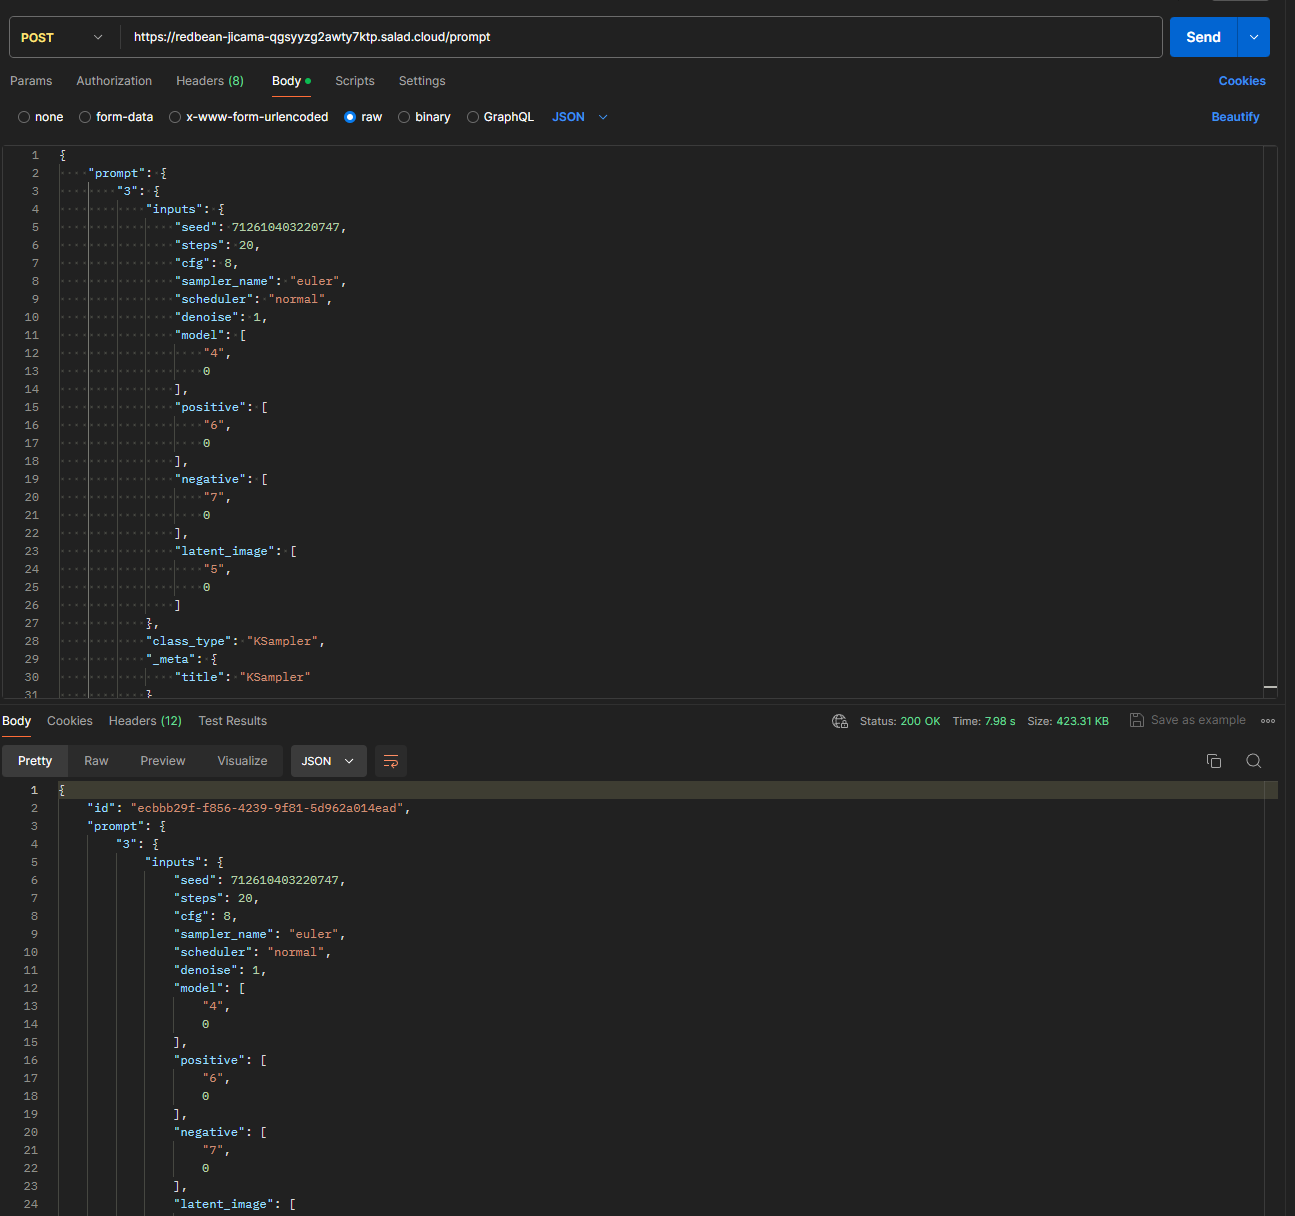 POST https://redbean-jicama-qgsyyzg2awty7ktp.salad.cloud/prompt Send
Params Authorization Headers (8) Body Scripts Settings Cookies
none form-data x-www-form-urlencoded raw binary GraphQL JSON Beautify
1 {
2 "prompt": {
3 "3": {
4 "inputs": {
5 "seed": 712610403220747,
6 "steps": 20,
7 "cfg": 8,
8 "sampler_name": "euler",
9 "scheduler": "normal",
10 "denoise": 1,
11 "model": [
12 "4",
13 0
14 ],
15 "positive": [
16 "6",
17 0
18 ],
19 "negative": [
20 "7",
21 0
22 ],
23 "latent_image": [
24 "5",
25 0
26 ]
27 },
28 "class_type": "KSampler",
29 "_meta": {
30 "title": "KSampler"
31 }
Body Cookies Headers (12) Test Results Status: 200 OK Time: 7.98 s Size: 423.31 KB Save as example
Pretty Raw Preview Visualize JSON
1 {
2 "id": "ecbbb29f-f856-4239-9f81-5d962a014ead",
3 "prompt": {
4 "3": {
5 "inputs": {
6 "seed": 712610403220747,
7 "steps": 20,
8 "cfg": 8,
9 "sampler_name": "euler",
10 "scheduler": "normal",
11 "denoise": 1,
12 "model": [
13 "4",
14 0
15 ],
16 "positive": [
17 "6",
18 0
19 ],
20 "negative": [
21 "7",
22 0
23 ],
24 "latent_image": [